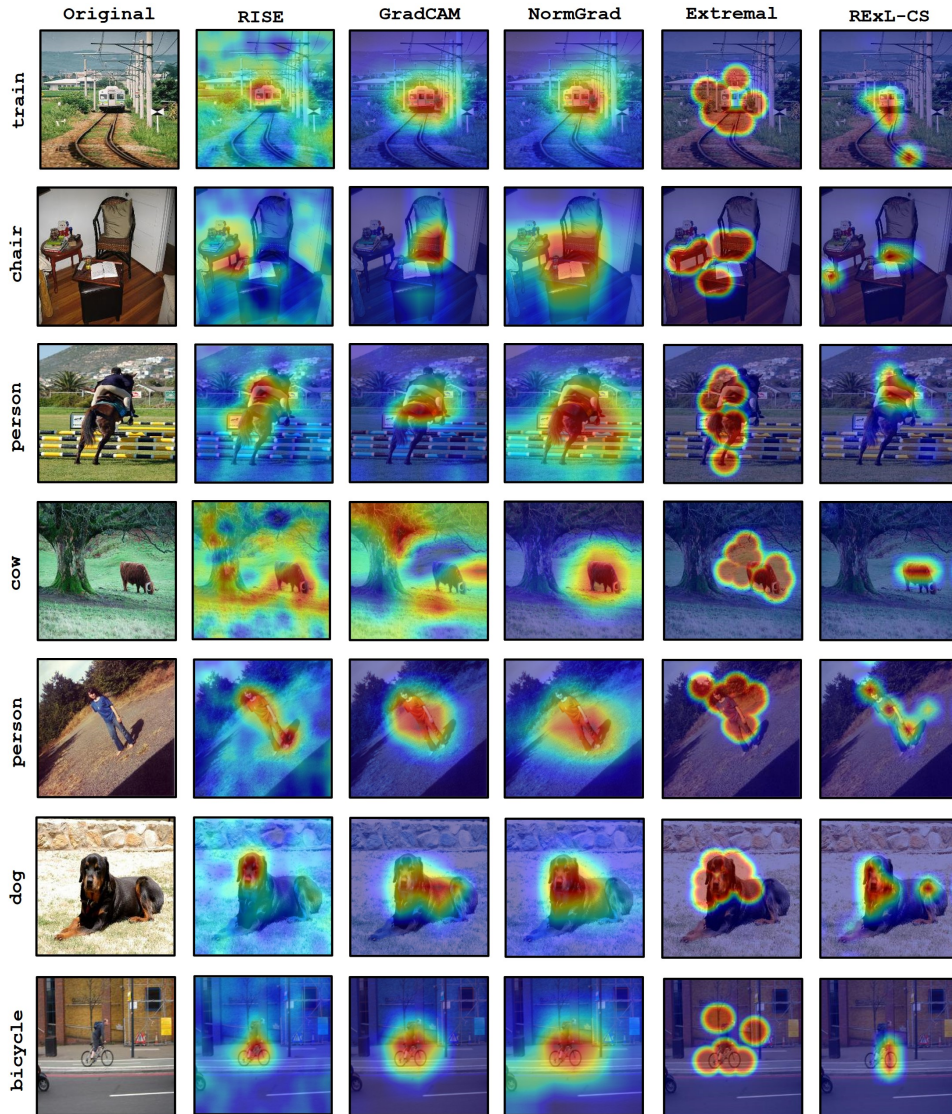 Original RISE GradCAM NormGrad Extremal RExL-CS
train
chair
person
cow
person
dog
bicycle